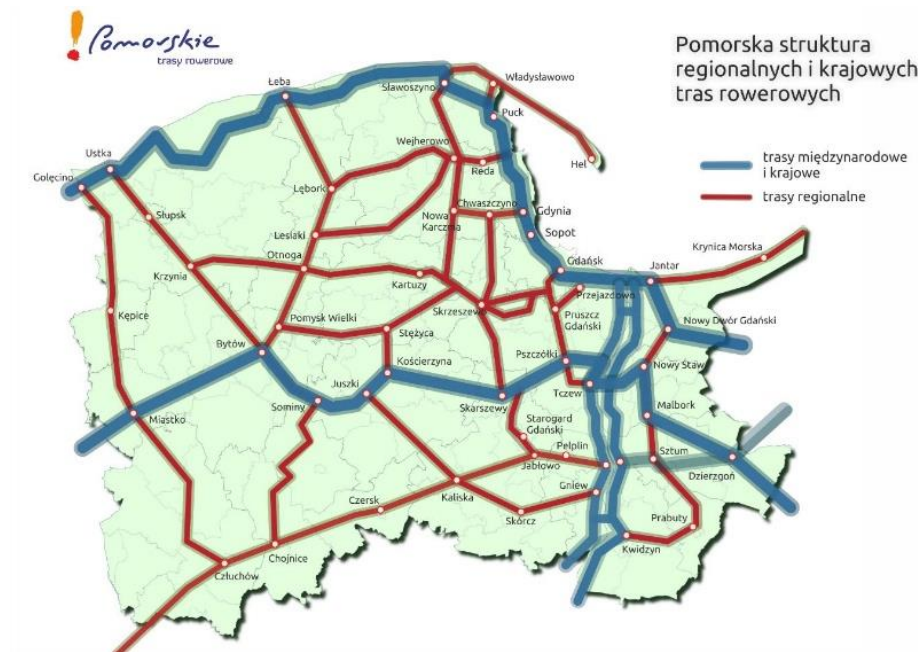 Pomorskie
trasy rowerowe
Pomorska struktura
regionalnych i krajowych
tras rowerowych
trasy międzynarodowe
i krajowe
trasy regionalne
Łeba
Sławoszyno
Władysławowo
Puck
Ustka
Wejherowo
Hel
Golęcino
Reda
Lębork
Słupsk
Chwaszczyno
Nowa
Karczma
Gdynia
Lesiaki
Sopot
Krynica Morska
Otnoga
Gdańsk
Jantar
Krzynia
Kartuzy
Przejazdowo
Kępice
Skrzeszewo
Pruszcz
Gdański
Nowy Dwór Gdański
Pomysk Wielki
Stężyca
Bytów
Pszczółki
Kościerzyna
Nowy Staw
Juszki
Tczew
Miastko
Sominy
Skarszewy
Malbork
Starogard
Gdański
Pelplin
Sztum
Jabłowo
Dzierzgoń
Gniew
Kaliska
Czersk
Skórcz
Prabuty
Kwidzyn
Chojnice
Człuchów